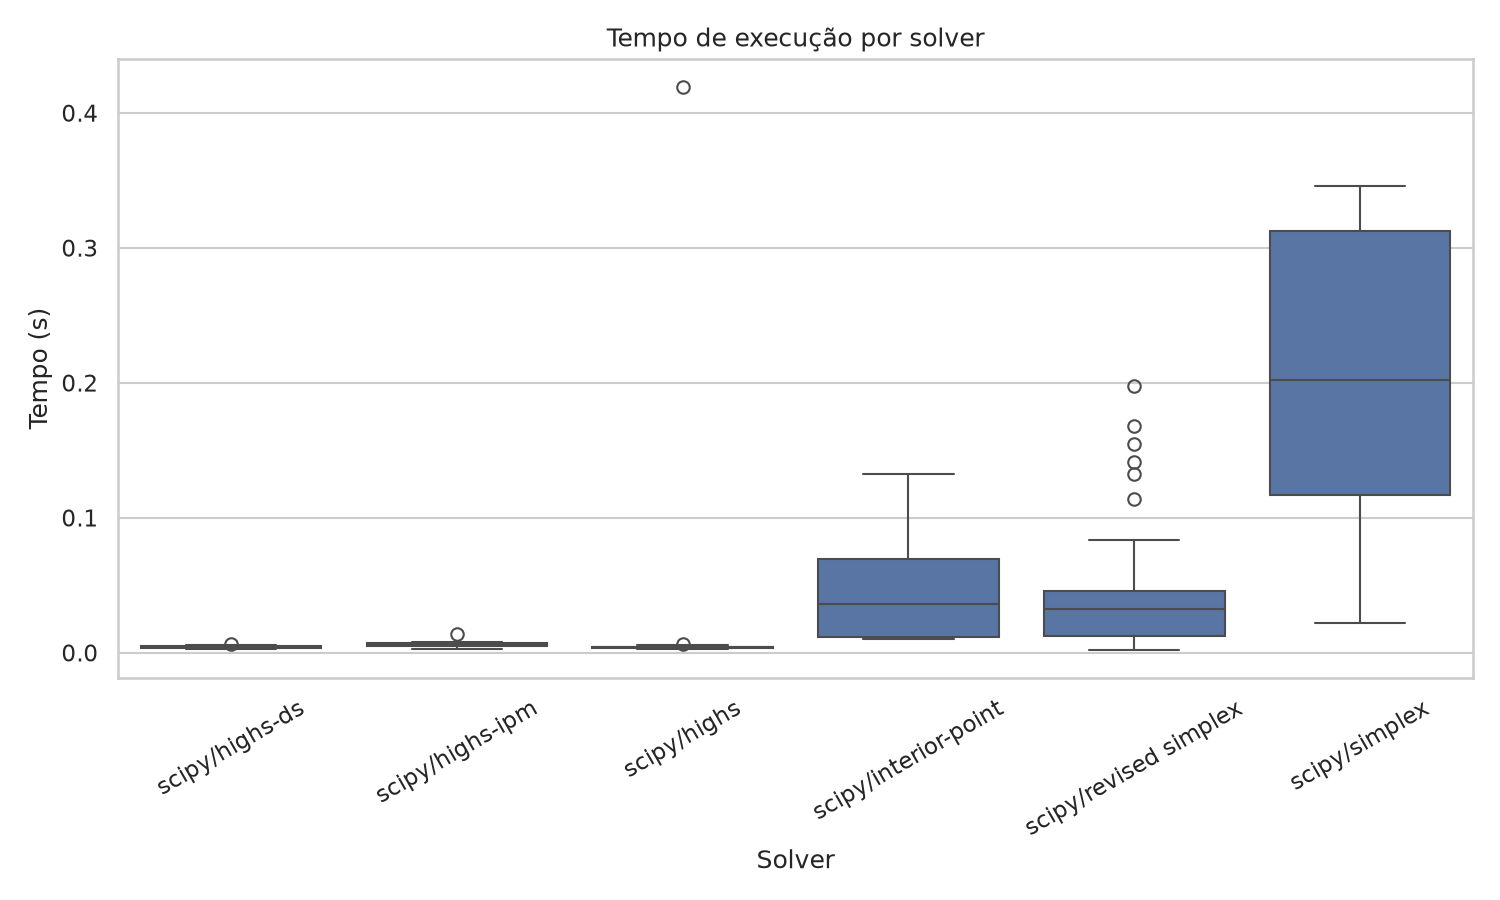 Tempo de execução por solver
Tempo (s)
0.4
0.3
0.2
0.1
0.0
scipy/highs-ds
scipy/highs-ipm
scipy/highs
scipy/interior-point
scipy/revised simplex
scipy/simplex
Solver